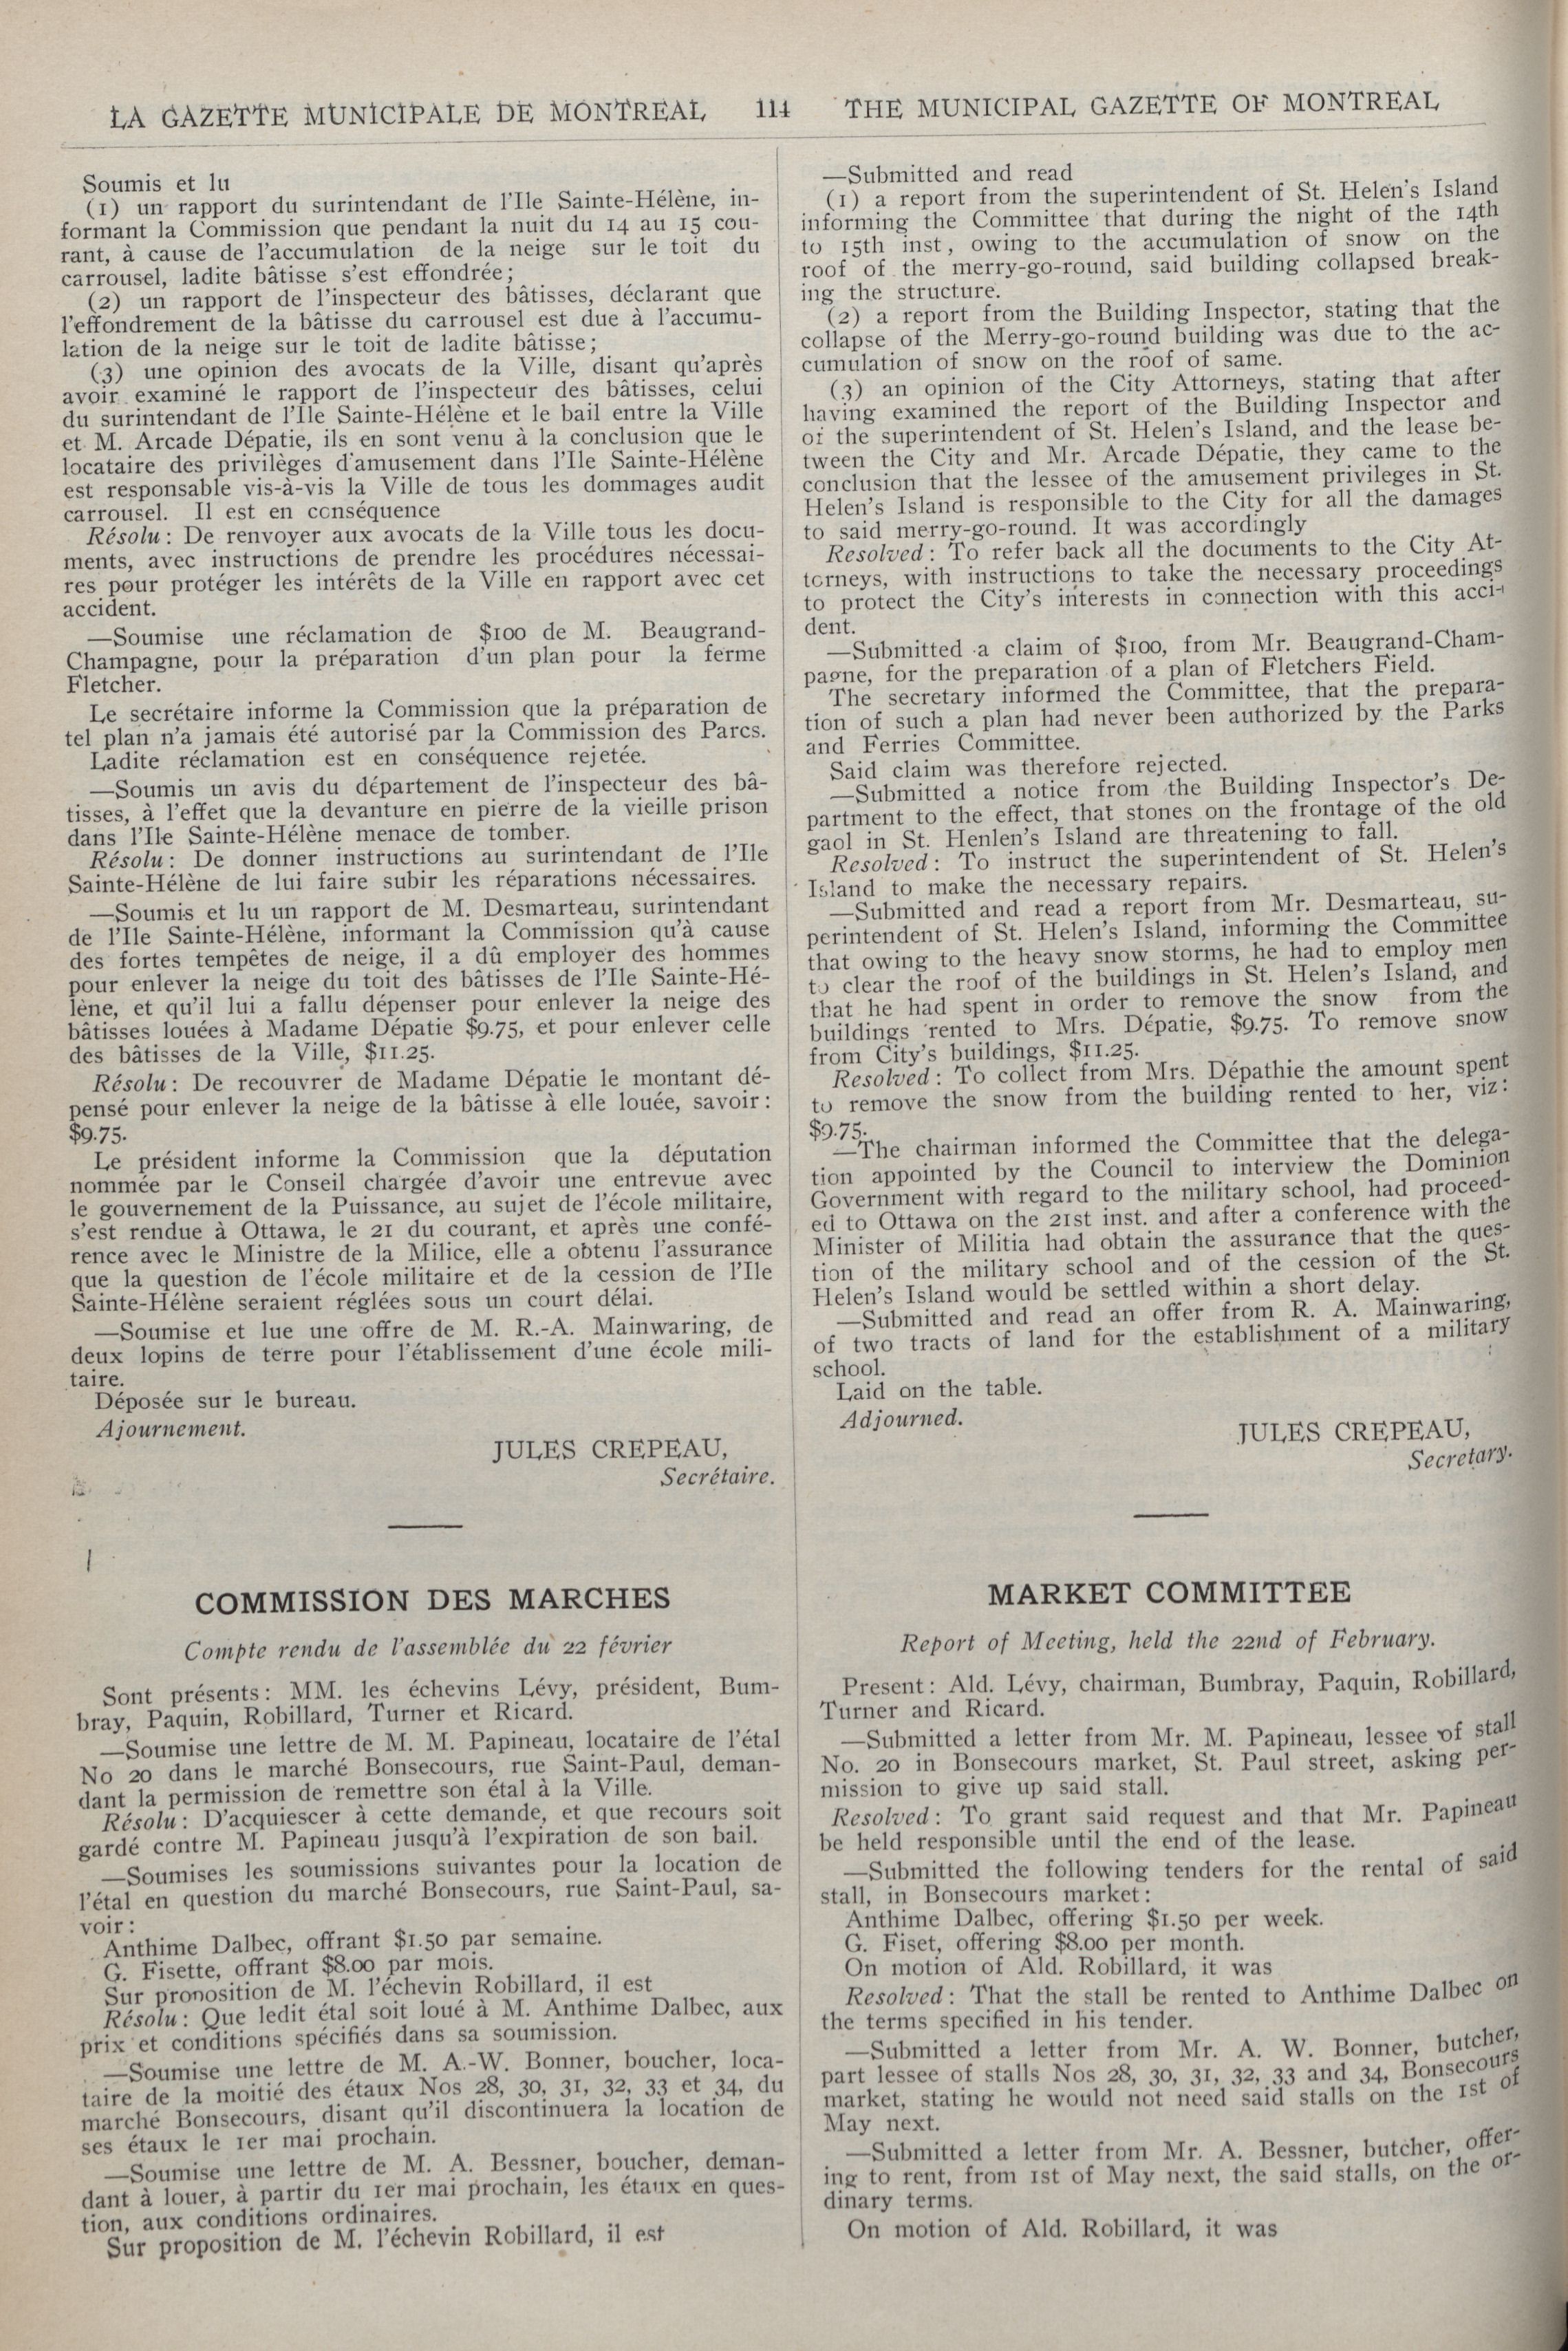 LA GAZETTE MUNICIPALE DE MONTREAL 114 THE MUNICIPAL GAZETTE OF MONTREAL
Soumis et lu
(1) un rapport du surintendant de l'Ile Sainte-Hélène, in-
formant la Commission que pendant la nuit du 14 au 15 cou-
rant, à cause de l'accumulation de la neige sur le toit du
carrousel, ladite bâtisse s'est effondrée;
(2) un rapport de l'inspecteur des bâtisses, déclarant que
l'effondrement de la bâtisse du carrousel est due à l'accumu-
lation de la neige sur le toit de ladite bâtisse;
(3) une opinion des avocats de la Ville, disant qu'après
avoir examiné le rapport de l'inspecteur des bâtisses, celui
du surintendant de l'Ile Sainte-Hélène et le bail entre la Ville
et M. Arcade Dépatie, ils en sont venu à la conclusion que le
locataire des privilèges d'amusement dans l'Ile Sainte-Hélène
est responsable vis-à-vis la Ville de tous les dommages audit
carrousel. Il est en conséquence
Résolu: De renvoyer aux avocats de la Ville tous les docu-
ments, avec instructions de prendre les procédures nécessai-
res pour protéger les intérêts de la Ville en rapport avec cet
accident.
—Soumise une réclamation de $100 de M. Beaugrand-
Champagne, pour la préparation d'un plan pour la ferme
Fletcher.
Le secrétaire informe la Commission que la préparation de
tel plan n'a jamais été autorisé par la Commission des Parcs.
Ladite réclamation est en conséquence rejetée.
—Soumis un avis du département de l'inspecteur des bâ-
tisses, à l'effet que la devanture en pierre de la vieille prison
dans l'Ile Sainte-Hélène menace de tomber.
Résolu: De donner instructions au surintendant de l'Ile
Sainte-Hélène de lui faire subir les réparations nécessaires.
—Soumis et lu un rapport de M. Desmarteau, surintendant
de l'Ile Sainte-Hélène, informant la Commission qu'à cause
des fortes tempêtes de neige, il a dû employer des hommes
pour enlever la neige du toit des bâtisses de l'Ile Sainte-Hé-
lène, et qu'il lui a fallu dépenser pour enlever la neige des
bâtisses louées à Madame Dépatie $9.75, et pour enlever celle
des bâtisses de la Ville, $11.25.
Résolu: De recouvrer de Madame Dépatie le montant dé-
pensé pour enlever la neige de la bâtisse à elle louée, savoir:
$9.75.
Le président informe la Commission que la députation
nommée par le Conseil chargée d'avoir une entrevue avec
le gouvernement de la Puissance, au sujet de l'école militaire,
s'est rendue à Ottawa, le 21 du courant, et après une confé-
rence avec le Ministre de la Milice, elle a obtenu l'assurance
que la question de l'école militaire et de la cession de l'Ile
Sainte-Hélène seraient réglées sous un court délai.
—Soumise et lue une offre de M. R.-A. Mainwaring, de
deux lopins de terre pour l'établissement d'une école mili-
taire.
Déposée sur le bureau.
Ajournement.
JULES CREPEAU,
Secrétaire.
COMMISSION DES MARCHES
Compte rendu de l'assemblée du 22 février
Sont présents: MM. les échevins Lévy, président, Bum-
bray, Paquin, Robillard, Turner et Ricard.
—Soumise une lettre de M. M. Papineau, locataire de l'étal
No 20 dans le marché Bonsecours, rue Saint-Paul, deman-
dant la permission de remettre son étal à la Ville.
Résolu: D'acquiescer à cette demande, et que recours soit
gardé contre M. Papineau jusqu'à l'expiration de son bail.
—Soumises les soumissions suivantes pour la location de
l'étal en question du marché Bonsecours, rue Saint-Paul, sa-
voir:
Anthime Dalbec, offrant $1.50 par semaine.
G. Fisette, offrant $8.00 par mois.
Sur proposition de M. l'échevin Robillard, il est
Résolu: Que ledit étal soit loué à M. Anthime Dalbec, aux
prix et conditions spécifiés dans sa soumission.
—Soumise une lettre de M. A.-W. Bonner, boucher, loca-
taire de la moitié des étaux Nos 28, 30, 31, 32, 33 et 34, du
marché Bonsecours, disant qu'il discontinuera la location de
ses étaux le 1er mai prochain.
—Soumise une lettre de M. A. Bessner, boucher, deman-
dant à louer, à partir du 1er mai prochain, les étaux en ques-
tion, aux conditions ordinaires.
Sur proposition de M. l'échevin Robillard, il est
—Submitted and read
(1) a report from the superintendent of St. Helen's Island
informing the Committee that during the night of the 14th
to 15th inst, owing to the accumulation of snow on the
roof of the merry-go-round, said building collapsed break-
ing the structure.
(2) a report from the Building Inspector, stating that the
collapse of the Merry-go-round building was due to the ac-
cumulation of snow on the roof of same.
(3) an opinion of the City Attorneys, stating that after
having examined the report of the Building Inspector and
of the superintendent of St. Helen's Island, and the lease be-
tween the City and Mr. Arcade Dépatie, they came to the
conclusion that the lessee of the amusement privileges in St.
Helen's Island is responsible to the City for all the damages
to said merry-go-round. It was accordingly
Resolved: To refer back all the documents to the City At-
torneys, with instructions to take the necessary proceedings
to protect the City's interests in connection with this acci-
dent.
—Submitted a claim of $100, from Mr. Beaugrand-Cham-
pagne, for the preparation of a plan of Fletchers Field.
The secretary informed the Committee, that the prepara-
tion of such a plan had never been authorized by the Parks
and Ferries Committee.
Said claim was therefore rejected.
—Submitted a notice from the Building Inspector's De-
partment to the effect, that stones on the frontage of the old
gaol in St. Henlen's Island are threatening to fall.
Resolved: To instruct the superintendent of St. Helen's
Island to make the necessary repairs.
—Submitted and read a report from Mr. Desmarteau, su-
perintendent of St. Helen's Island, informing the Committee
that owing to the heavy snow storms, he had to employ men
to clear the roof of the buildings in St. Helen's Island, and
that he had spent in order to remove the snow from the
buildings rented to Mrs. Dépatie, $9.75. To remove snow
from City's buildings, $11.25.
Resolved: To collect from Mrs. Dépathie the amount spent
to remove the snow from the building rented to her, viz:
$9.75.
—The chairman informed the Committee that the delega-
tion appointed by the Council to interview the Dominion
Government with regard to the military school, had proceed-
ed to Ottawa on the 21st inst. and after a conference with the
Minister of Militia had obtain the assurance that the ques-
tion of the military school and of the cession of the St.
Helen's Island would be settled within a short delay.
—Submitted and read an offer from R. A. Mainwaring,
of two tracts of land for the establishment of a military
school.
Laid on the table.
Adjourned.
JULES CREPEAU,
Secretary.
MARKET COMMITTEE
Report of Meeting, held the 22nd of February.
Present: Ald. Lévy, chairman, Bumbray, Paquin, Robillard,
Turner and Ricard.
—Submitted a letter from Mr. M. Papineau, lessee of stall
No. 20 in Bonsecours market, St. Paul street, asking per-
mission to give up said stall.
Resolved: To grant said request and that Mr. Papineau
be held responsible until the end of the lease.
—Submitted the following tenders for the rental of said
stall, in Bonsecours market:
Anthime Dalbec, offering $1.50 per week.
G. Fiset, offering $8.00 per month.
On motion of Ald. Robillard, it was
Resolved: That the stall be rented to Anthime Dalbec on
the terms specified in his tender.
—Submitted a letter from Mr. A. W. Bonner, butcher,
part lessee of stalls Nos 28, 30, 31, 32, 33 and 34, Bonsecours
market, stating he would not need said stalls on the 1st of
May next.
—Submitted a letter from Mr. A. Bessner, butcher, offer-
ing to rent, from 1st of May next, the said stalls, on the or-
dinary terms.
On motion of Ald. Robillard, it was